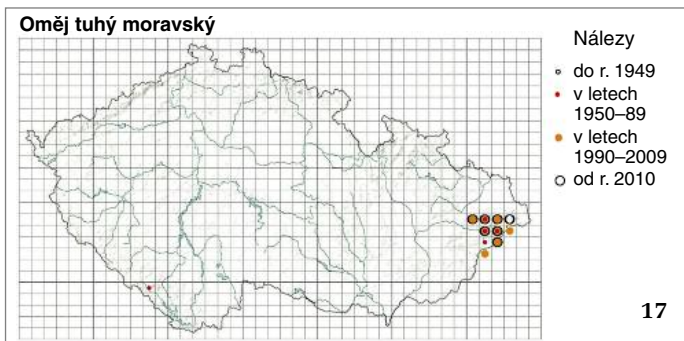 Oměj tuhý moravský
Nálezy
do r. 1949
v letech
1950–89
v letech
1990–2009
od r. 2010
17